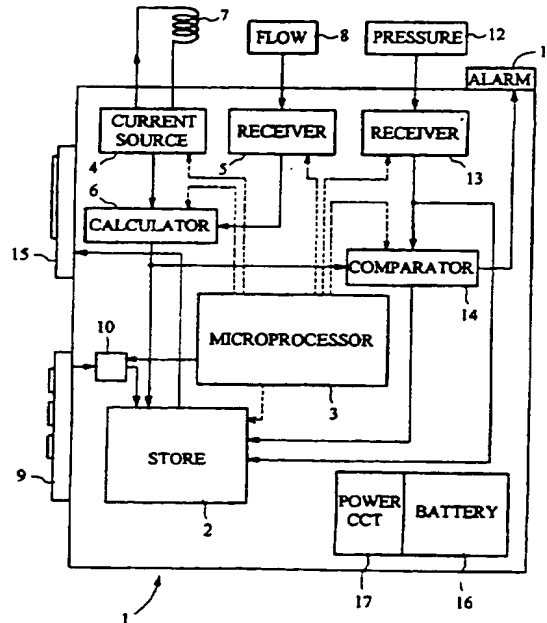 7
FLOW
8
PRESSURE
12
1
ALARM
CURRENT
SOURCE
4
RECEIVER
5
RECEIVER
13
6
CALCULATOR
COMPARATOR
14
15
10
MICROPROCESSOR
3
STORE
2
9
POWER
CCT
BATTERY
17
16
1